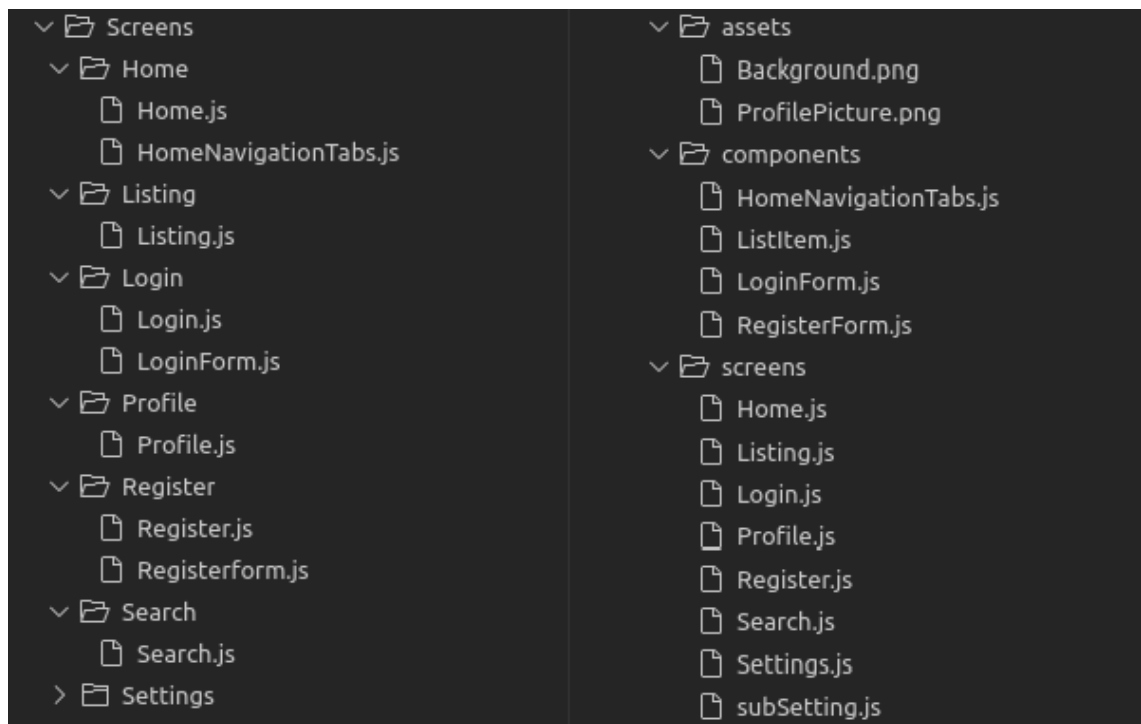 Screens
Home
Home.js
HomeNavigationTabs.js
Listing
Listing.js
Login
Login.js
LoginForm.js
Profile
Profile.js
Register
Register.js
Registerform.js
Search
Search.js
Settings
assets
Background.png
ProfilePicture.png
components
HomeNavigationTabs.js
ListItem.js
LoginForm.js
RegisterForm.js
screens
Home.js
Listing.js
Login.js
Profile.js
Register.js
Search.js
Settings.js
subSetting.js